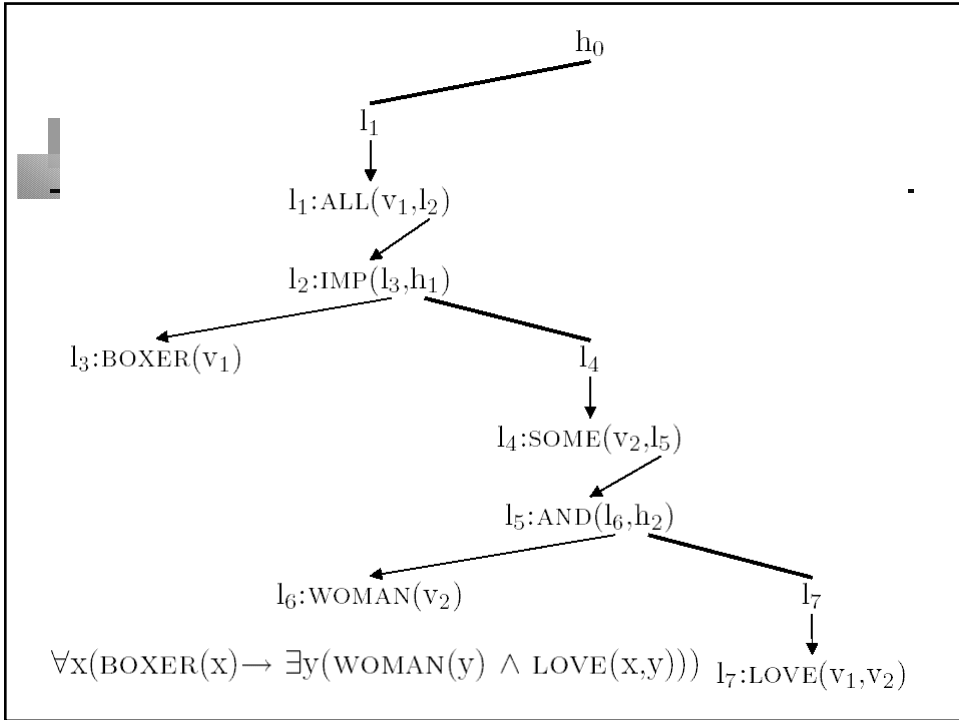 h₀
l₁
l₁:ALL(v₁,l₂)
l₂:IMP(l₃,h₁)
l₃:BOXER(v₁)
l₄
l₄:SOME(v₂,l₅)
l₅:AND(l₆,h₂)
l₆:WOMAN(v₂)
l₇
∀x(BOXER(x)→ ∃y(WOMAN(y) ∧ LOVE(x,y)))
l₇:LOVE(v₁,v₂)